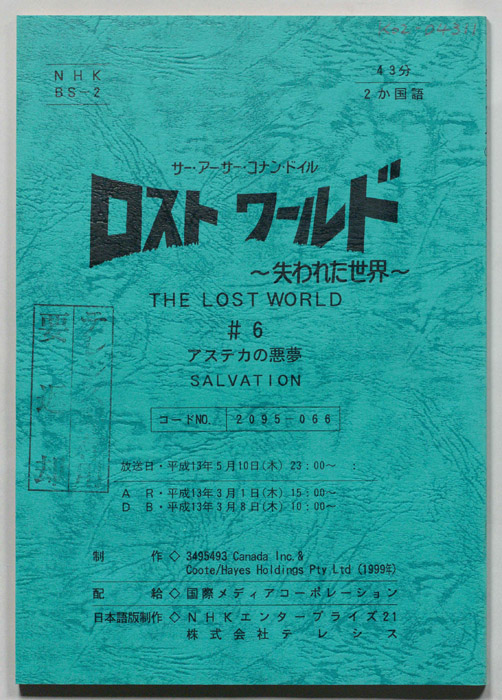 NHK
BS-2
43分
2か国語
サー・アーサー・コナン・ドイル
ロスト ワールド
～失われた世界～
THE LOST WORLD
#6
アステカの悪夢
SALVATION
コードNO. 2095-066
放送日・平成13年5月10日(木) 23:00～ :
A R・平成13年3月1日(木) 15:00～
D B・平成13年3月8日(木) 10:00～
制 作◇3495493 Canada Inc.&
Coote/Hayes Holdings Pty Ltd (1999年)
配 給◇国際メディアコーポレーション
日本語版制作◇NHKエンタープライズ21
株式会社テレシス